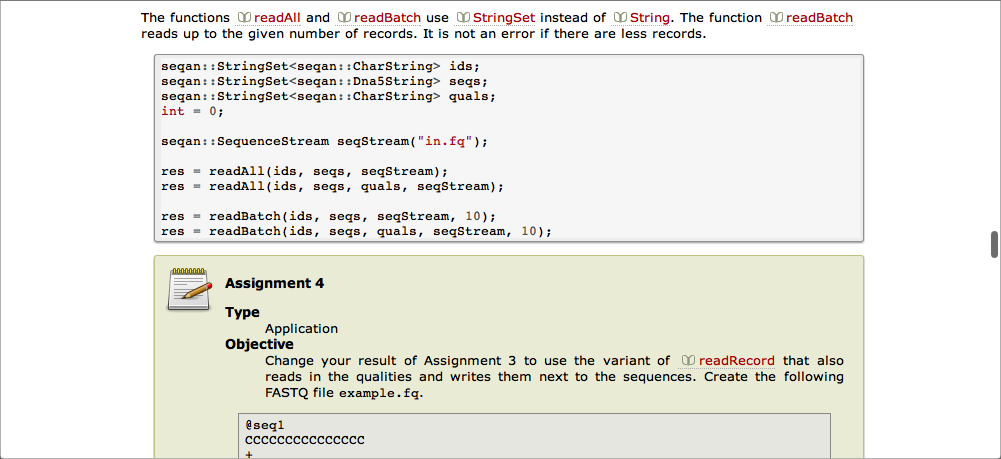 The functions readAll and readBatch use StringSet instead of String. The function readBatch
reads up to the given number of records. It is not an error if there are less records.
seqan::StringSet<seqan::CharString> ids;
seqan::StringSet<seqan::Dna5String> seqs;
seqan::StringSet<seqan::CharString> quals;
int = 0;
seqan::SequenceStream seqStream("in.fq");
res = readAll(ids, seqs, seqStream);
res = readAll(ids, seqs, quals, seqStream);
res = readBatch(ids, seqs, seqStream, 10);
res = readBatch(ids, seqs, quals, seqStream, 10);
Assignment 4
Type
Application
Objective
Change your result of Assignment 3 to use the variant of readRecord that also
reads in the qualities and writes them next to the sequences. Create the following
FASTQ file example.fq.
@seq1
CCCCCCCCCCCCCCC
+